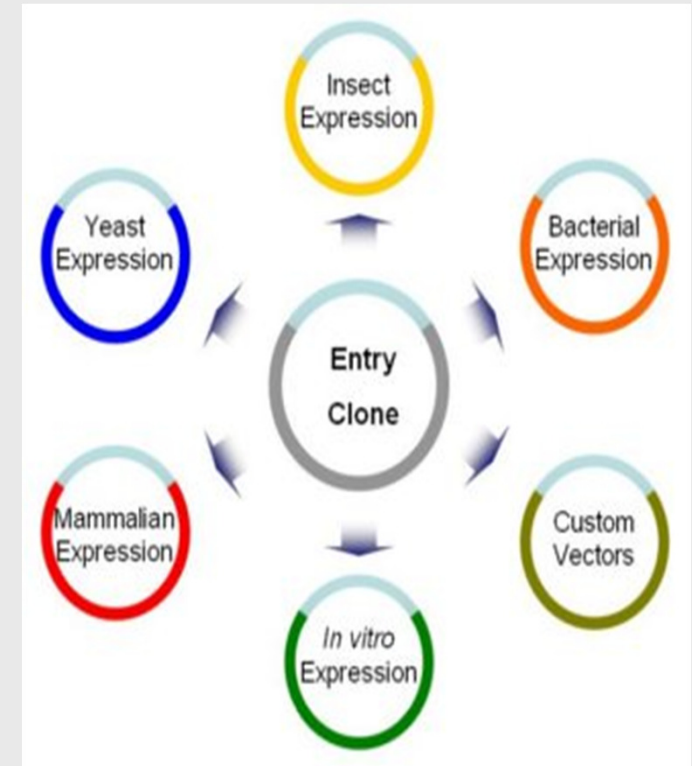 Insect
Expression
Yeast
Expression
Bacterial
Expression
Entry
Clone
Mammalian
Expression
Custom
Vectors
In vitro
Expression